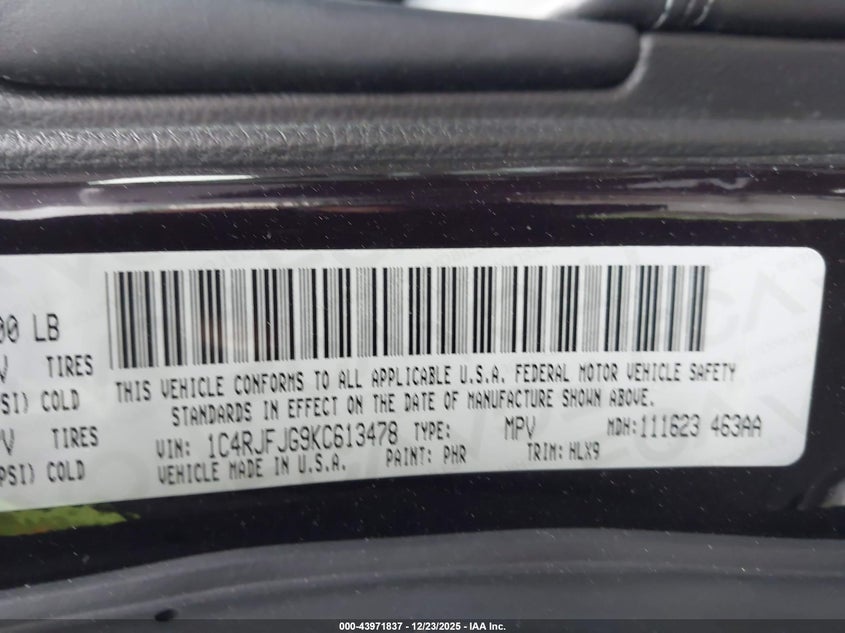 00 LB
TIRES
PSI) COLD
PV
PSI) COLD
THIS VEHICLE CONFORMS TO ALL APPLICABLE U.S.A. FEDERAL MOTOR VEHICLE SAFETY
STANDARDS IN EFFECT ON THE DATE OF MANUFACTURE SHOWN ABOVE.
VIN: 1C4RJFJG9KC613478 TYPE: MPV MDH: 111623 463AA
VEHICLE MADE IN U.S.A. PAINT: PHR TRIM: HLX9
000-43971837 | 12/23/2025 - IAA Inc.